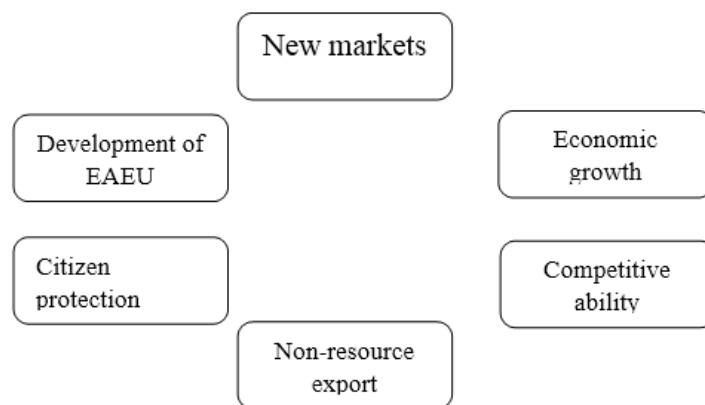 New markets
Development of
EAEU
Economic
growth
Citizen
protection
Competitive
ability
Non-resource
export